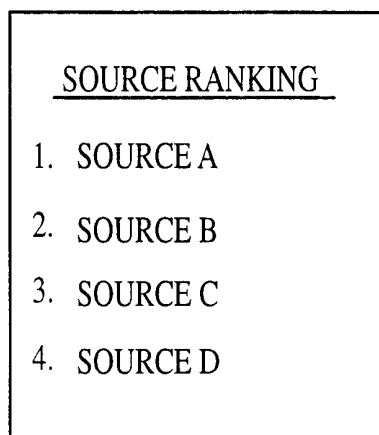 SOURCE RANKING
1. SOURCE A
2. SOURCE B
3. SOURCE C
4. SOURCE D